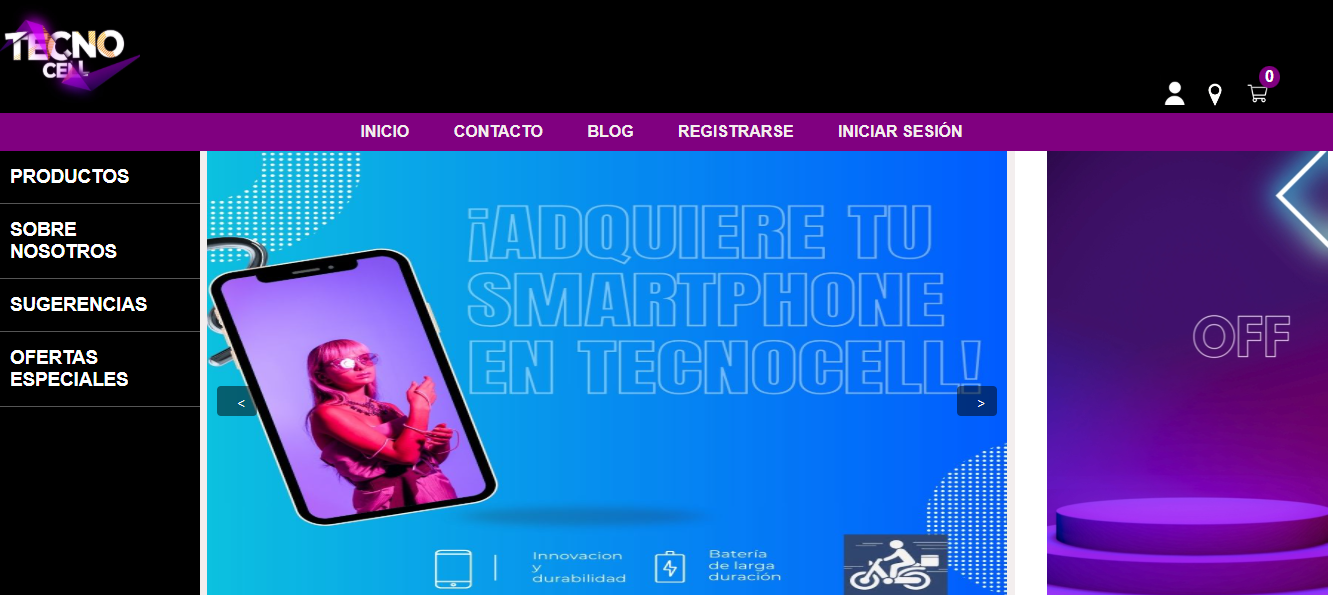 TECNO
CELL
0
INICIO CONTACTO BLOG REGISTRARSE INICIAR SESIÓN
PRODUCTOS
SOBRE
NOSOTROS
SUGERENCIAS
OFERTAS
ESPECIALES
¡ADQUIERE TU
SMARTPHONE
EN TECNOCELL!
< >
OFF
Innovacion
y
durabilidad
Batería
de larga
duración